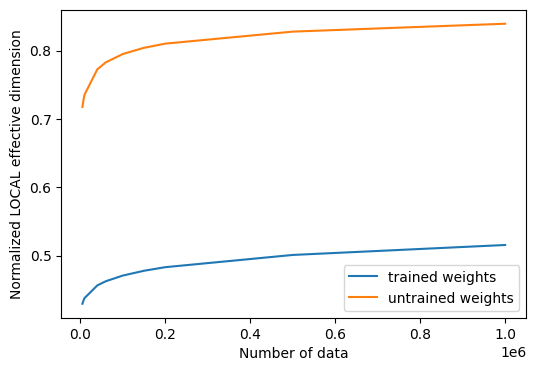 Normalized LOCAL effective dimension
0.8
0.7
0.6
0.5
trained weights
untrained weights
0.0 0.2 0.4 0.6 0.8 1.0
1e6
Number of data